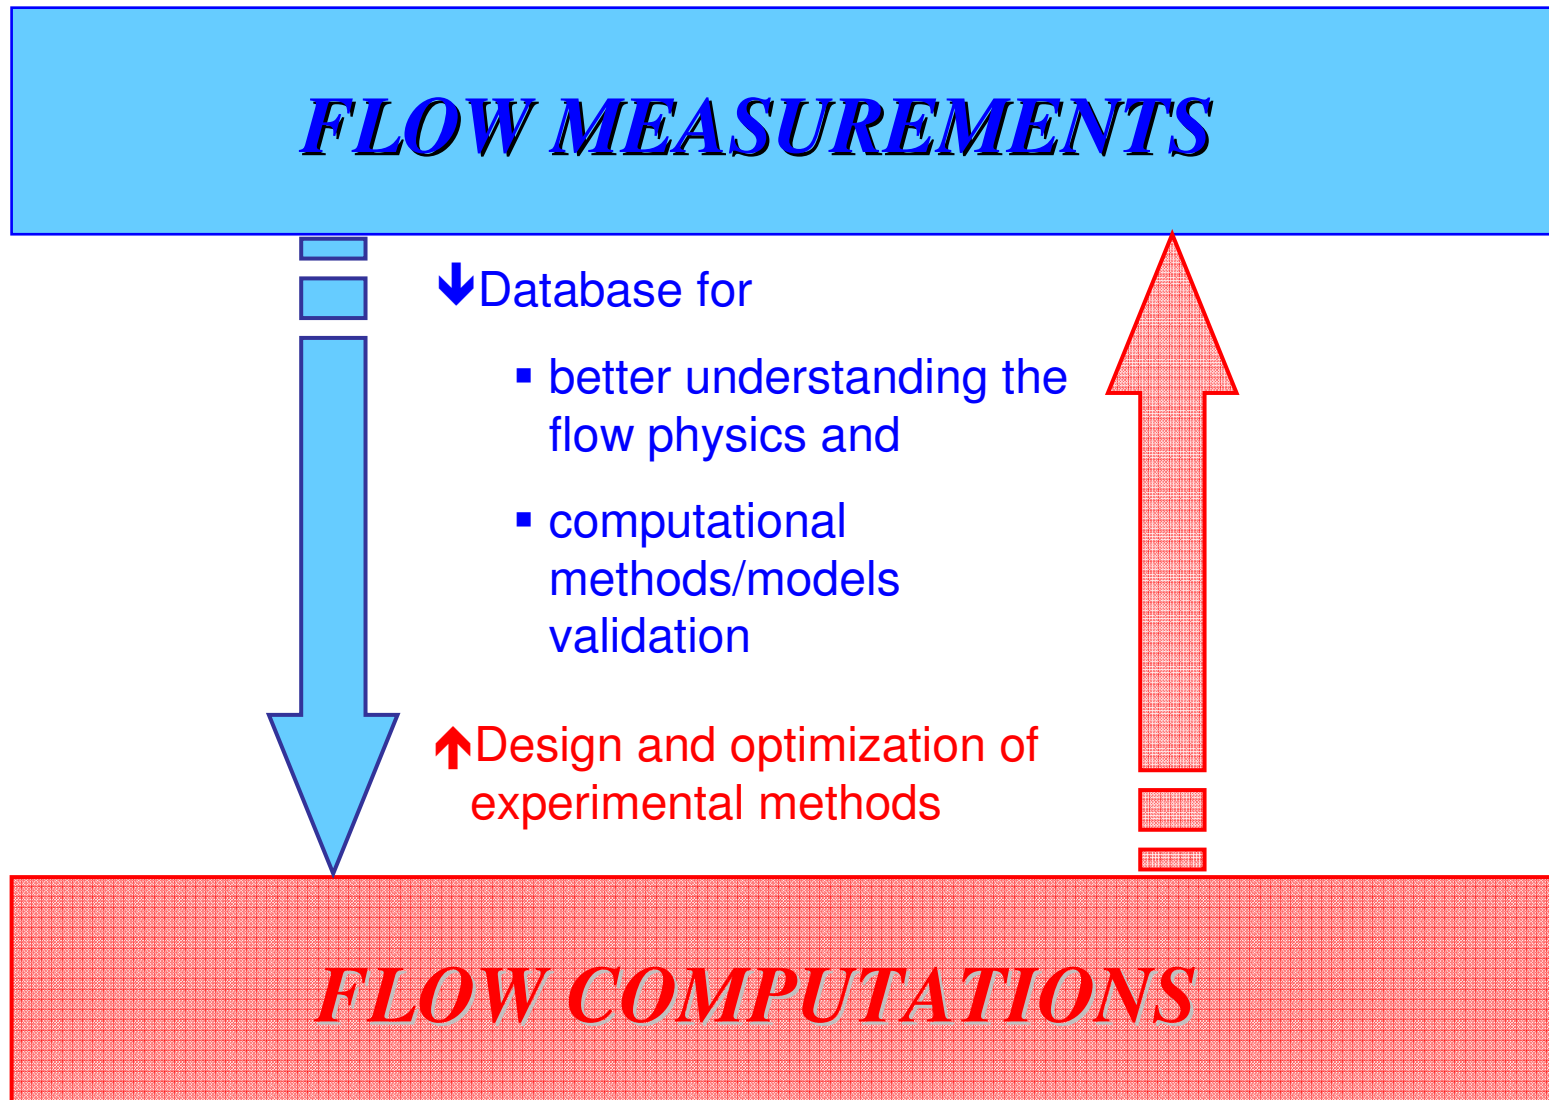 FLOW MEASUREMENTS
🡻Database for
▪ better understanding the
flow physics and
▪ computational
methods/models
validation
🡹Design and optimization of
experimental methods
FLOW COMPUTATIONS